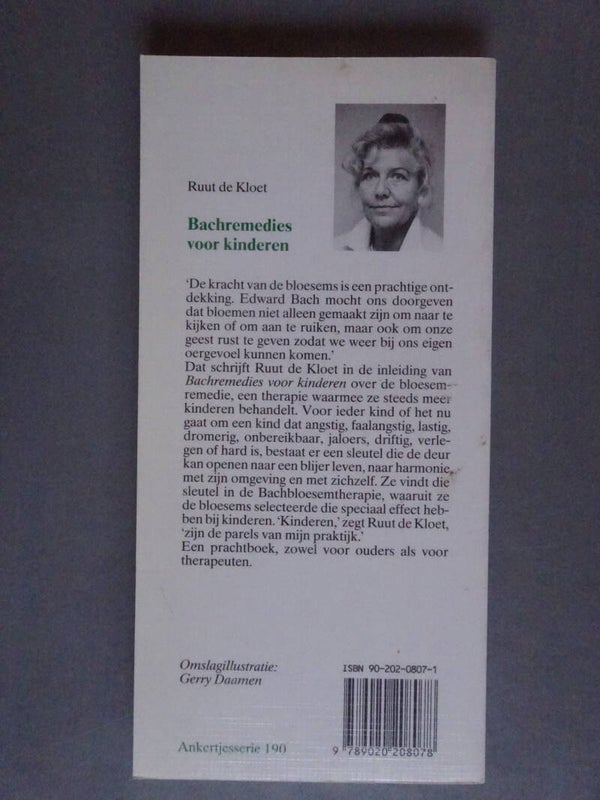 Ruut de Kloet
Bachremedies
voor kinderen
‘De kracht van de bloesems is een prachtige ont-
dekking. Edward Bach mocht ons doorgeven
dat bloemen niet alleen gemaakt zijn om naar te
kijken of om aan te ruiken, maar ook om onze
geest rust te geven zodat we weer bij ons eigen
oergevoel kunnen komen.’
Dat schrijft Ruut de Kloet in de inleiding van
Bachremedies voor kinderen over de bloesem-
remedie, een therapie waarmee ze steeds meer
kinderen behandelt. Voor ieder kind of het nu
gaat om een kind dat angstig, faalangstig, lastig,
dromerig, onbereikbaar, jaloers, driftig, verle-
gen of hard is, bestaat er een sleutel die de deur
kan openen naar een blijer leven, naar harmonie,
met zijn omgeving en met zichzelf. Ze vindt die
sleutel in de Bachbloesemtherapie, waaruit ze
de bloesems selecteerde die speciaal effect heb-
ben bij kinderen. ‘Kinderen,’ zegt Ruut de Kloet,
‘zijn de parels van mijn praktijk.’
Een prachtboek, zowel voor ouders als voor
therapeuten.
Omslagillustratie:
Gerry Daamen
ISBN 90-202-0807-1
9 789020 208078
Ankertjesserie 190